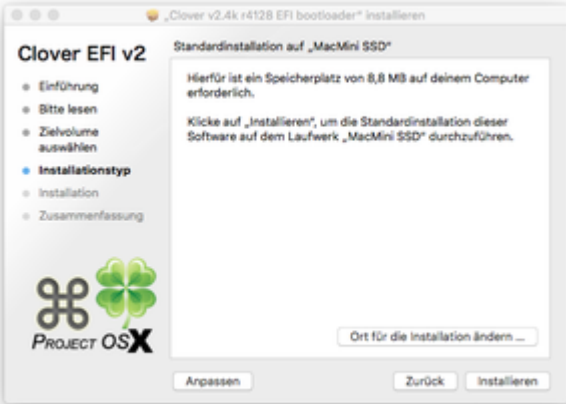 „Clover v2.4k r4128 EFI bootloader“ installieren
Clover EFI v2
Standardinstallation auf „MacMini SSD“
Einführung
Bitte lesen
Zielvolume
auswählen
Installationstyp
Installation
Zusammenfassung
Hierfür ist ein Speicherplatz von 8,8 MB auf deinem Computer
erforderlich.
Klicke auf „Installieren“, um die Standardinstallation dieser
Software auf dem Laufwerk „MacMini SSD“ durchzuführen.
PROJECT OSX
Ort für die Installation ändern ...
Anpassen
Zurück
Installieren